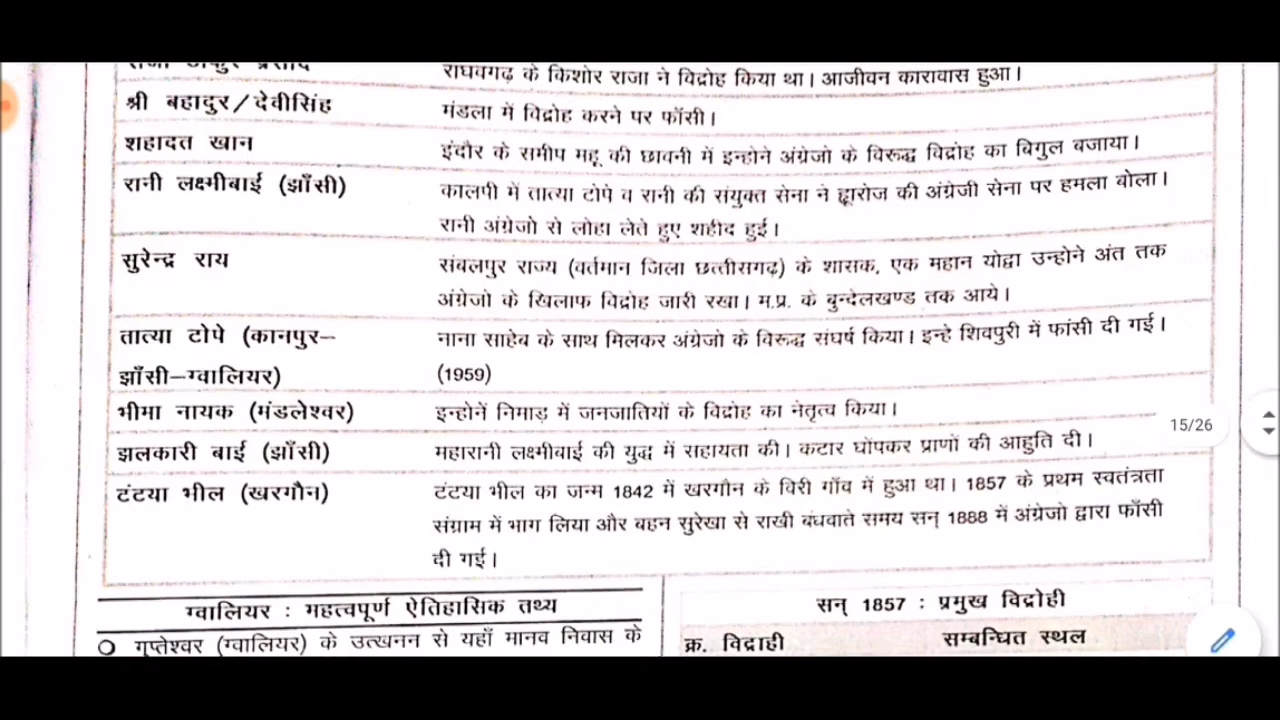 राघवगढ़ के किशोर राजा ने विद्रोह किया था। आजीवन कारावास हुआ।
श्री बहादुर/देवीसिंह मंडला में विद्रोह करने पर फाँसी।
शहादत खान इंदौर के समीप महू की छावनी में इन्होने अंग्रेजो के विरूद्ध विद्रोह का बिगुल बजाया।
रानी लक्ष्मीबाई (झाँसी) कालपी में तात्या टोपे व रानी की संयुक्त सेना ने ह्यूरोज की अंग्रेजी सेना पर हमला बोला।
रानी अंग्रेजो से लोहा लेते हुए शहीद हुई।
सुरेन्द्र राय संबलपुर राज्य (वर्तमान जिला छत्तीसगढ़) के शासक, एक महान योद्वा उन्होने अंत तक
अंग्रेजो के खिलाफ विद्रोह जारी रखा। म.प्र. के बुन्देलखण्ड तक आये।
तात्या टोपे (कानपुर– नाना साहेब के साथ मिलकर अंग्रेजो के विरूद्ध संघर्ष किया। इन्हे शिवपुरी में फांसी दी गई।
झाँसी–ग्वालियर) (1959)
भीमा नायक (मंडलेश्वर) इन्होनें निमाड़ में जनजातियों के विद्रोह का नेतृत्व किया।
15/26
झलकारी बाई (झाँसी) महारानी लक्ष्मीबाई की युद्ध में सहायता की। कटार घोंपकर प्राणों की आहुति दी।
टंटया भील (खरगौन) टंटया भील का जन्म 1842 में खरगौन के विरी गाँव में हुआ था। 1857 के प्रथम स्वतंत्रता
संग्राम में भाग लिया और बहन सुरेखा से राखी बंधवाते समय सन् 1888 में अंग्रेजो द्वारा फाँसी
दी गई।
ग्वालियर : महत्वपूर्ण ऐतिहासिक तथ्य
गुप्तेश्वर (ग्वालियर) के उत्खनन से यहाँ मानव निवास के
सन् 1857 : प्रमुख विद्रोही
क्र. विद्राही सम्बन्धित स्थल